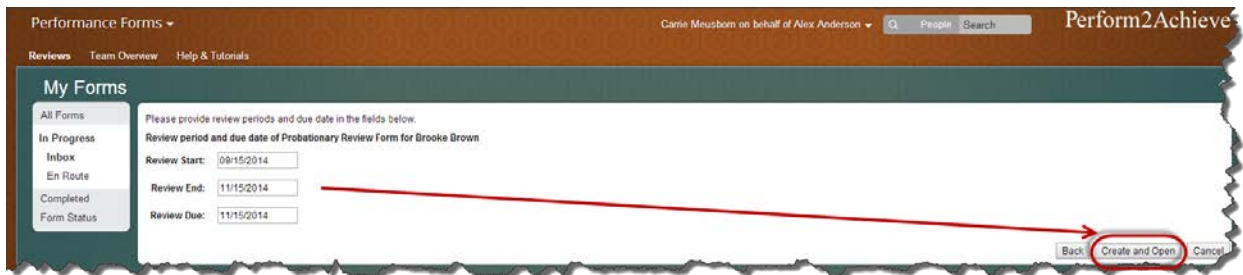 Performance Forms
Carrie Meusborn on behalf of Alex Anderson
People Search
Perform2Achieve
Reviews Team Overview Help & Tutorials
My Forms
All Forms
In Progress
Inbox
En Route
Completed
Form Status
Please provide review periods and due date in the fields below.
Review period and due date of Probationary Review Form for Brooke Brown
Review Start: 09/15/2014
Review End: 11/15/2014
Review Due: 11/15/2014
Back Create and Open Cancel